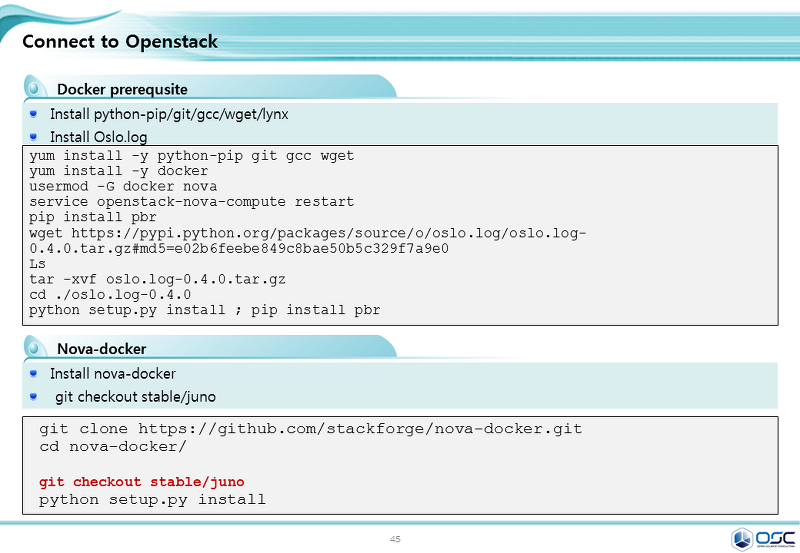 Connect to Openstack
Docker prerequsite
Install python-pip/git/gcc/wget/lynx
Install Oslo.log
yum install -y python-pip git gcc wget
yum install -y docker
usermod -G docker nova
service openstack-nova-compute restart
pip install pbr
wget https://pypi.python.org/packages/source/o/oslo.log/oslo.log-
0.4.0.tar.gz#md5=e02b6feebe849c8bae50b5c329f7a9e0
Ls
tar -xvf oslo.log-0.4.0.tar.gz
cd ./oslo.log-0.4.0
python setup.py install ; pip install pbr
Nova-docker
Install nova-docker
git checkout stable/juno
git clone https://github.com/stackforge/nova-docker.git
cd nova-docker/
git checkout stable/juno
python setup.py install
45
OSC